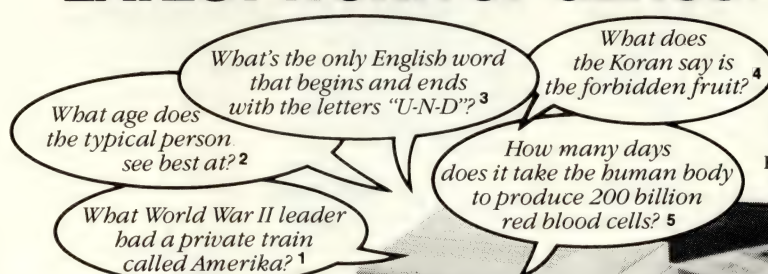 What's the only English word
that begins and ends
with the letters "U-N-D"? 3
What does
the Koran say is
the forbidden fruit? 4
What age does
the typical person
see best at? 2
How many days
does it take the human body
to produce 200 billion
red blood cells? 5
What World War II leader
had a private train
called Amerika? 1